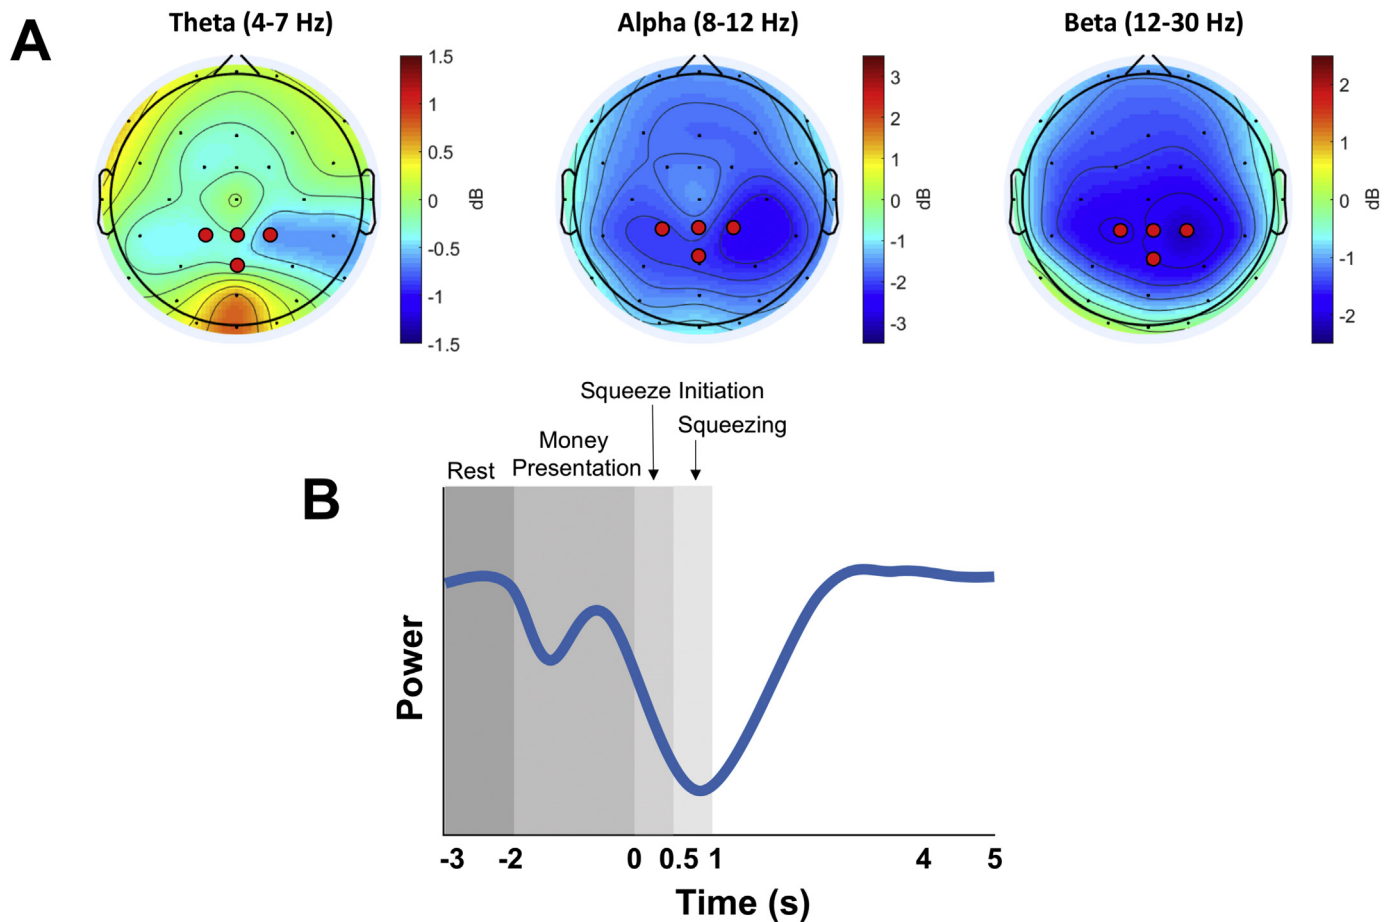 A
Theta (4-7 Hz)
Alpha (8-12 Hz)
Beta (12-30 Hz)
1.5
1
0.5
0
-0.5
-1
-1.5
dB
3
2
1
0
-1
-2
-3
dB
2
1
0
-1
-2
dB
B
Squeeze Initiation
Squeezing
Money
Presentation
Rest
Power
-3 -2 0 0.5 1 4 5
Time (s)